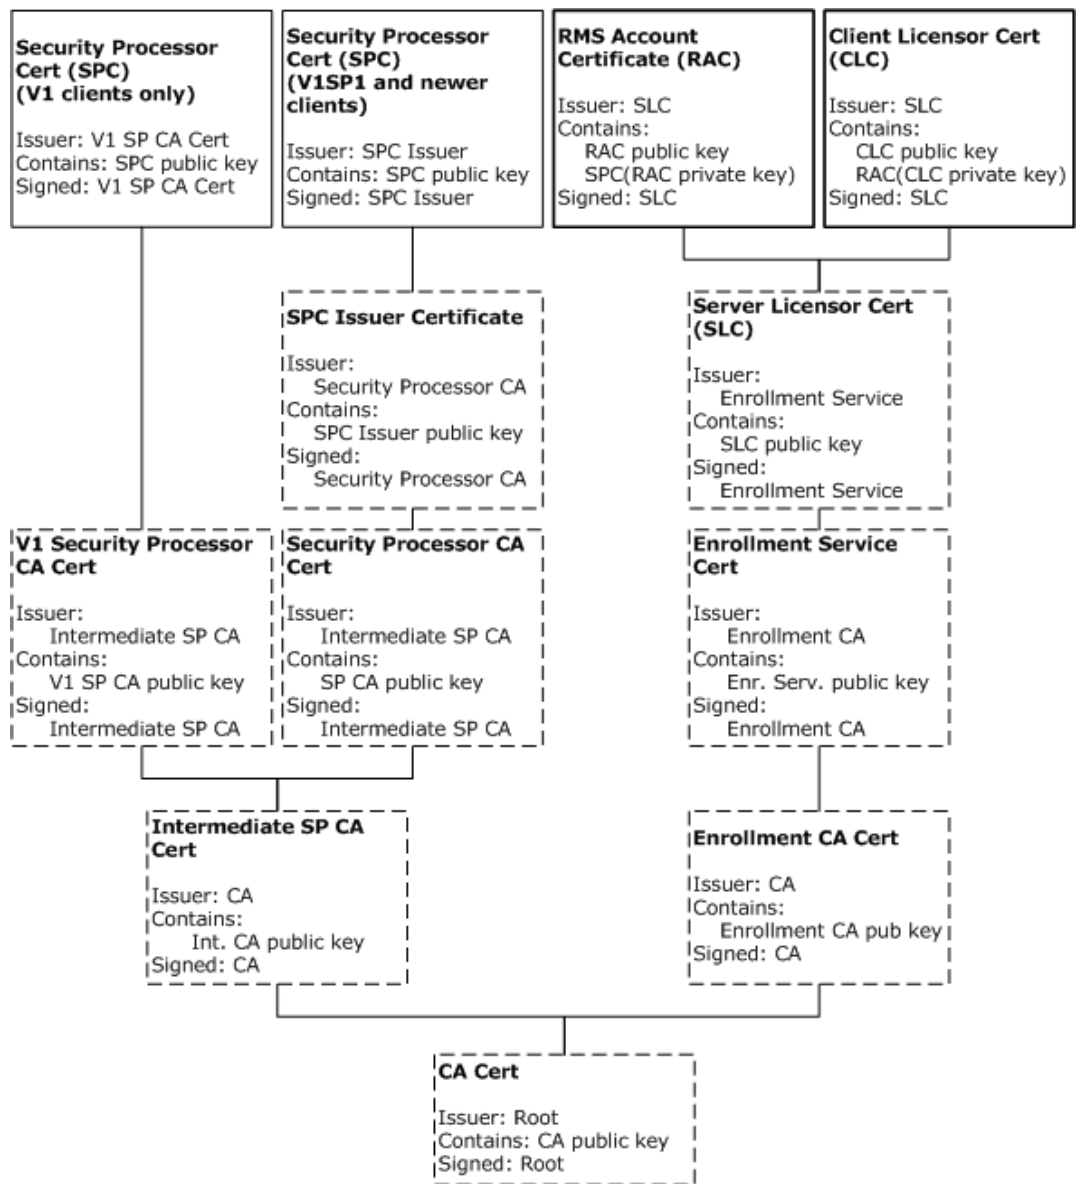 Security Processor
Cert (SPC)
(V1 clients only)
Issuer: V1 SP CA Cert
Contains: SPC public key
Signed: V1 SP CA Cert
Security Processor
Cert (SPC)
(V1SP1 and newer
clients)
Issuer: SPC Issuer
Contains: SPC public key
Signed: SPC Issuer
RMS Account
Certificate (RAC)
Issuer: SLC
Contains:
RAC public key
SPC(RAC private key)
Signed: SLC
Client Licensor Cert
(CLC)
Issuer: SLC
Contains:
CLC public key
RAC(CLC private key)
Signed: SLC
SPC Issuer Certificate
Issuer:
Security Processor CA
Contains:
SPC Issuer public key
Signed:
Security Processor CA
Server Licensor Cert
(SLC)
Issuer:
Enrollment Service
Contains:
SLC public key
Signed:
Enrollment Service
V1 Security Processor
CA Cert
Issuer:
Intermediate SP CA
Contains:
V1 SP CA public key
Signed:
Intermediate SP CA
Security Processor CA
Cert
Issuer:
Intermediate SP CA
Contains:
SP CA public key
Signed:
Intermediate SP CA
Enrollment Service
Cert
Issuer:
Enrollment CA
Contains:
Enr. Serv. public key
Signed:
Enrollment CA
Intermediate SP CA
Cert
Issuer: CA
Contains:
Int. CA public key
Signed: CA
Enrollment CA Cert
Issuer: CA
Contains:
Enrollment CA pub key
Signed: CA
CA Cert
Issuer: Root
Contains: CA public key
Signed: Root